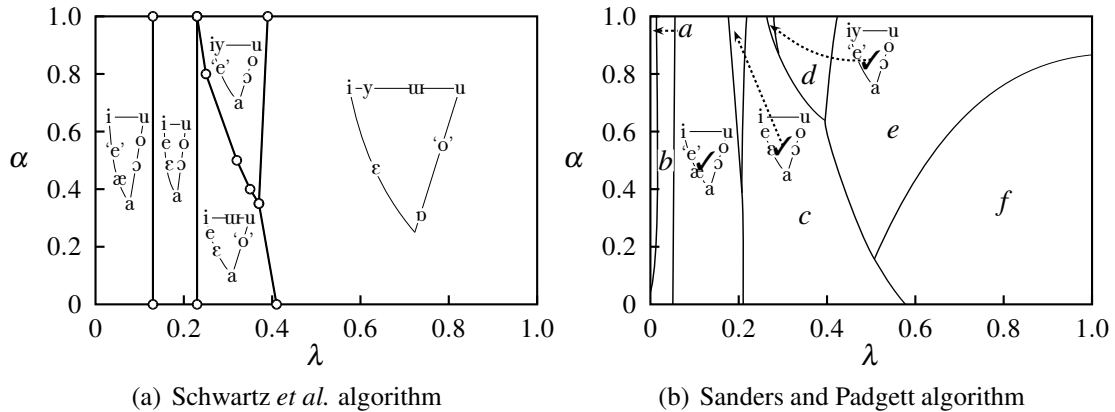 1.0
0.8
0.6
α
0.4
0.2
0
0 0.2 0.4 0.6 0.8 1.0
λ
i u
'e' o
æ ɔ
a
i u
e o
ɛ ɔ
a
iy u
'e' o
ɔ
a
i ɯ u
e 'o'
ɛ
a
i y ɯ u
'o'
ɛ
ɒ
(a) Schwartz et al. algorithm
1.0
0.8
0.6
α
0.4
0.2
0
0 0.2 0.4 0.6 0.8 1.0
λ
a
b
i u
'e' o
æ ɔ
a
i u
e o
ɛ ɔ
a
iy u
'e' o
ɔ
a
d
e
c
f
(b) Sanders and Padgett algorithm